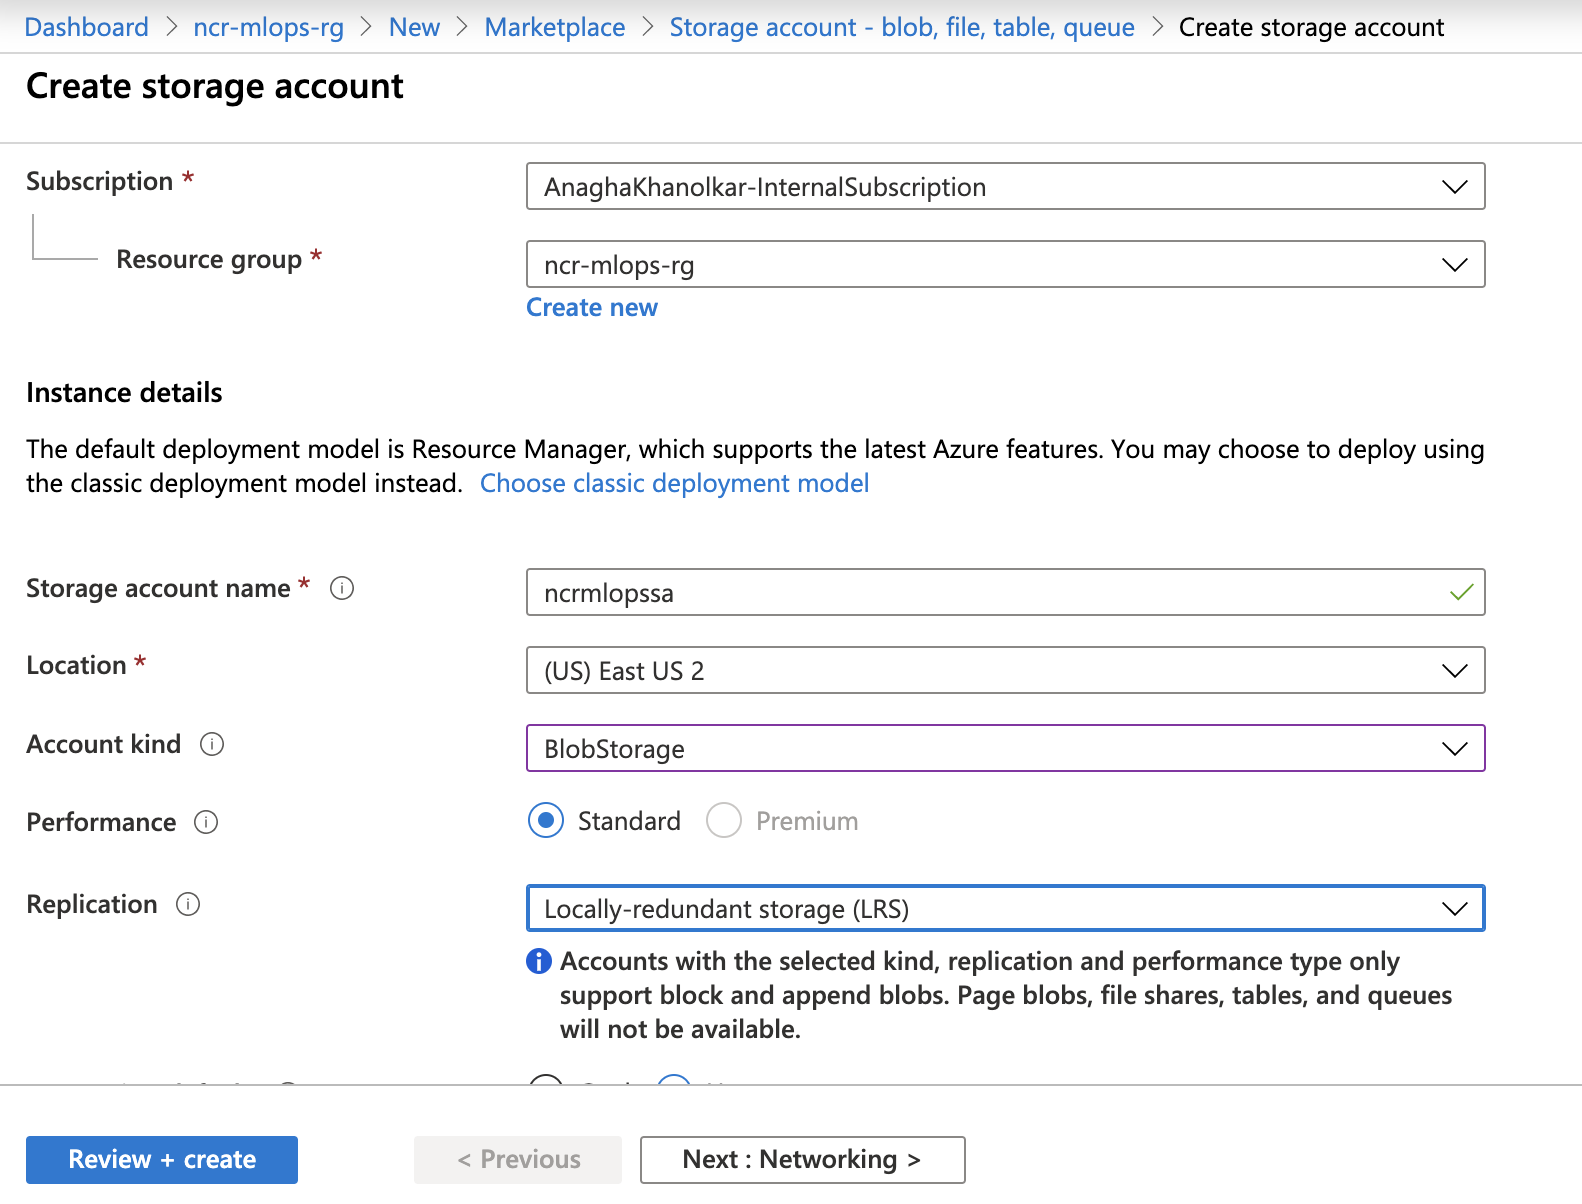 Dashboard > ncr-mlops-rg > New > Marketplace > Storage account - blob, file, table, queue > Create storage account
Create storage account
Subscription *
AnaghaKhanolkar-InternalSubscription
Resource group *
ncr-mlops-rg
Create new
Instance details
The default deployment model is Resource Manager, which supports the latest Azure features. You may choose to deploy using
the classic deployment model instead. Choose classic deployment model
Storage account name *
ncrmlopssa
Location *
(US) East US 2
Account kind
BlobStorage
Performance
Standard Premium
Replication
Locally-redundant storage (LRS)
Accounts with the selected kind, replication and performance type only
support block and append blobs. Page blobs, file shares, tables, and queues
will not be available.
Review + create
< Previous
Next : Networking >